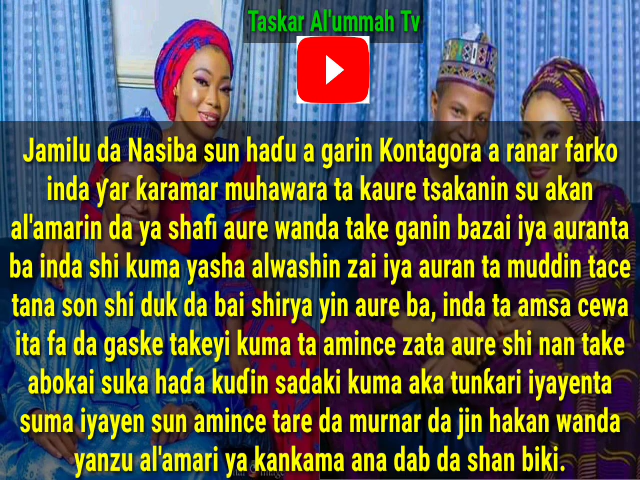 Taskar Al'ummah Tv
Jamilu da Nasiba sun haɗu a garin Kontagora a ranar farko
inda ƴar ƙaramar muhawara ta kaure tsakanin su akan
al'amarin da ya shafi aure wanda take ganin bazai iya auranta
ba inda shi kuma yasha alwashin zai iya auran ta muddin tace
tana son shi duk da bai shirya yin aure ba, inda ta amsa cewa
ita fa da gaske takeyi kuma ta amince zata aure shi nan take
abokai suka haɗa kuɗin sadaki kuma aka tunƙari iyayenta
suma iyayen sun amince tare da murnar da jin hakan wanda
yanzu al'amari ya kankama ana dab da shan biki.